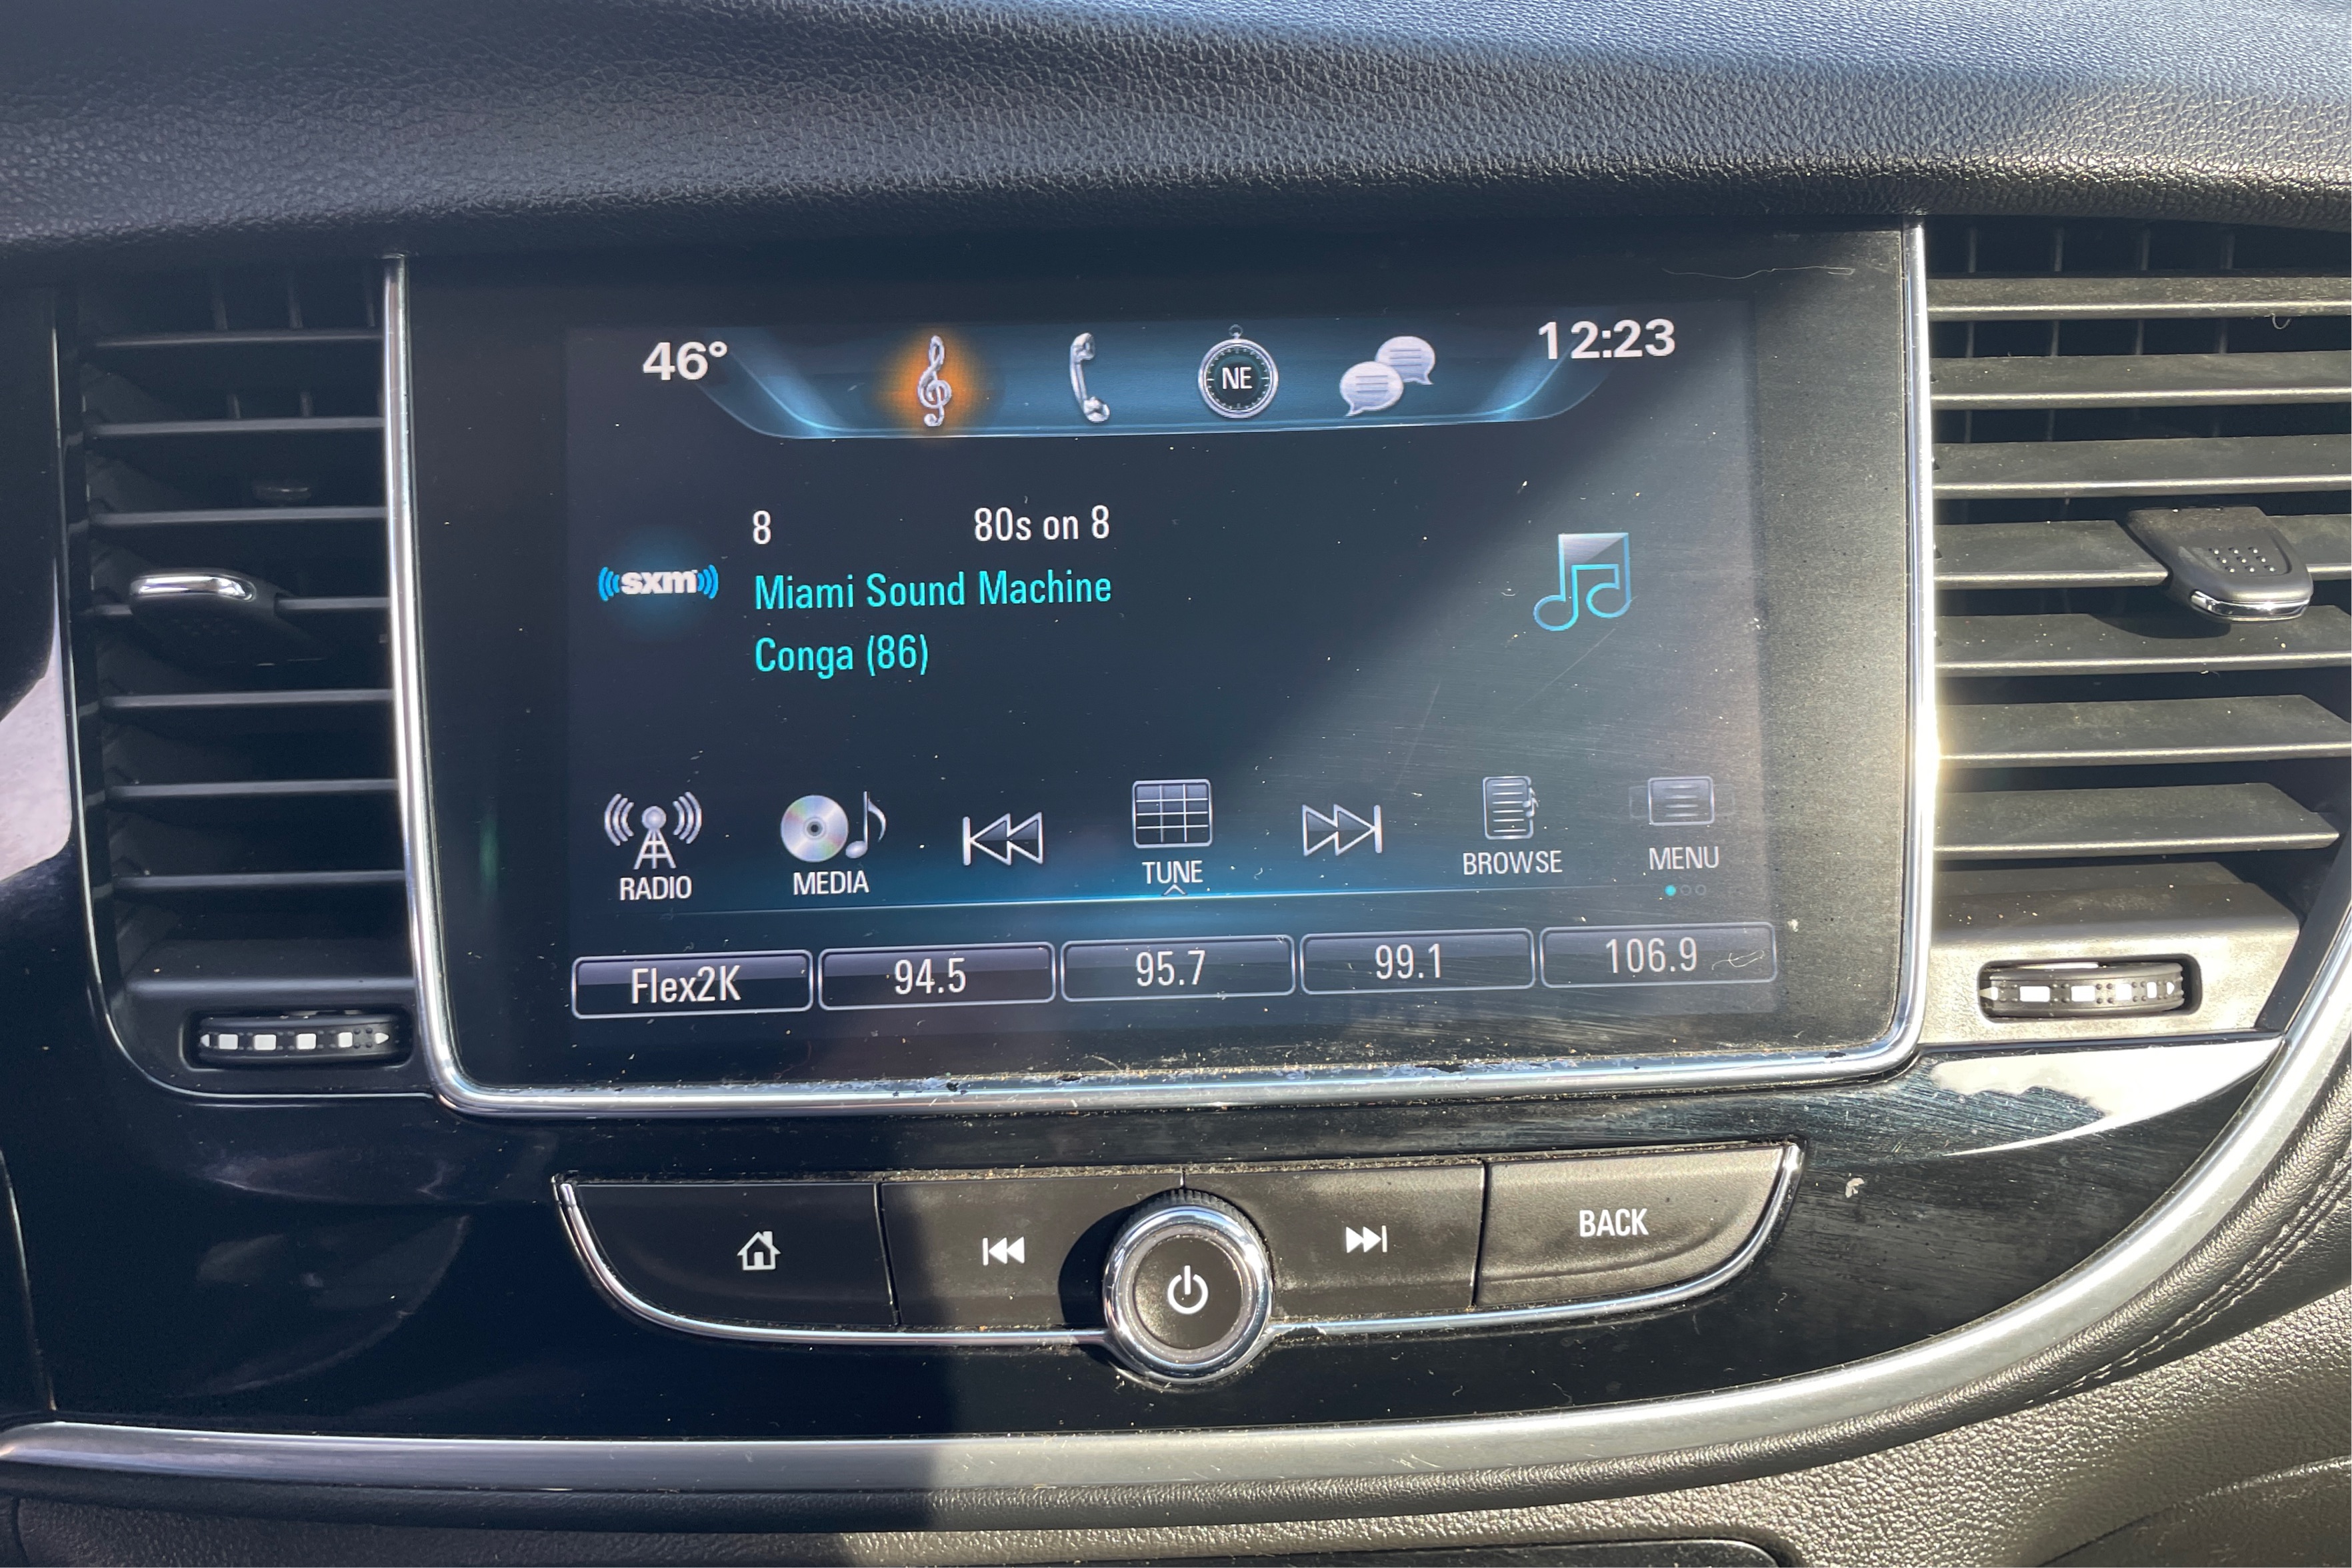 46°
NE
12:23
8 80s on 8
((sxm))
Miami Sound Machine
Conga (86)
RADIO
MEDIA
TUNE
BROWSE
MENU
Flex2K
94.5
95.7
99.1
106.9
BACK